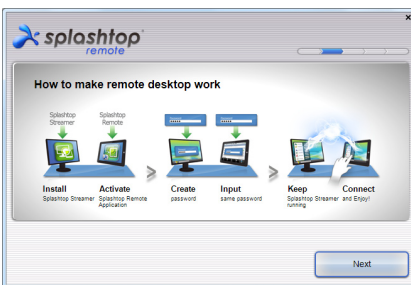 splashtop
remote
How to make remote desktop work
Splashtop Streamer
Splashtop Remote
Install
Splashtop Streamer
Activate
Splashtop Remote Application
Create
password
Input
same password
Keep
Splashtop Streamer running
Connect
and Enjoy!
Next